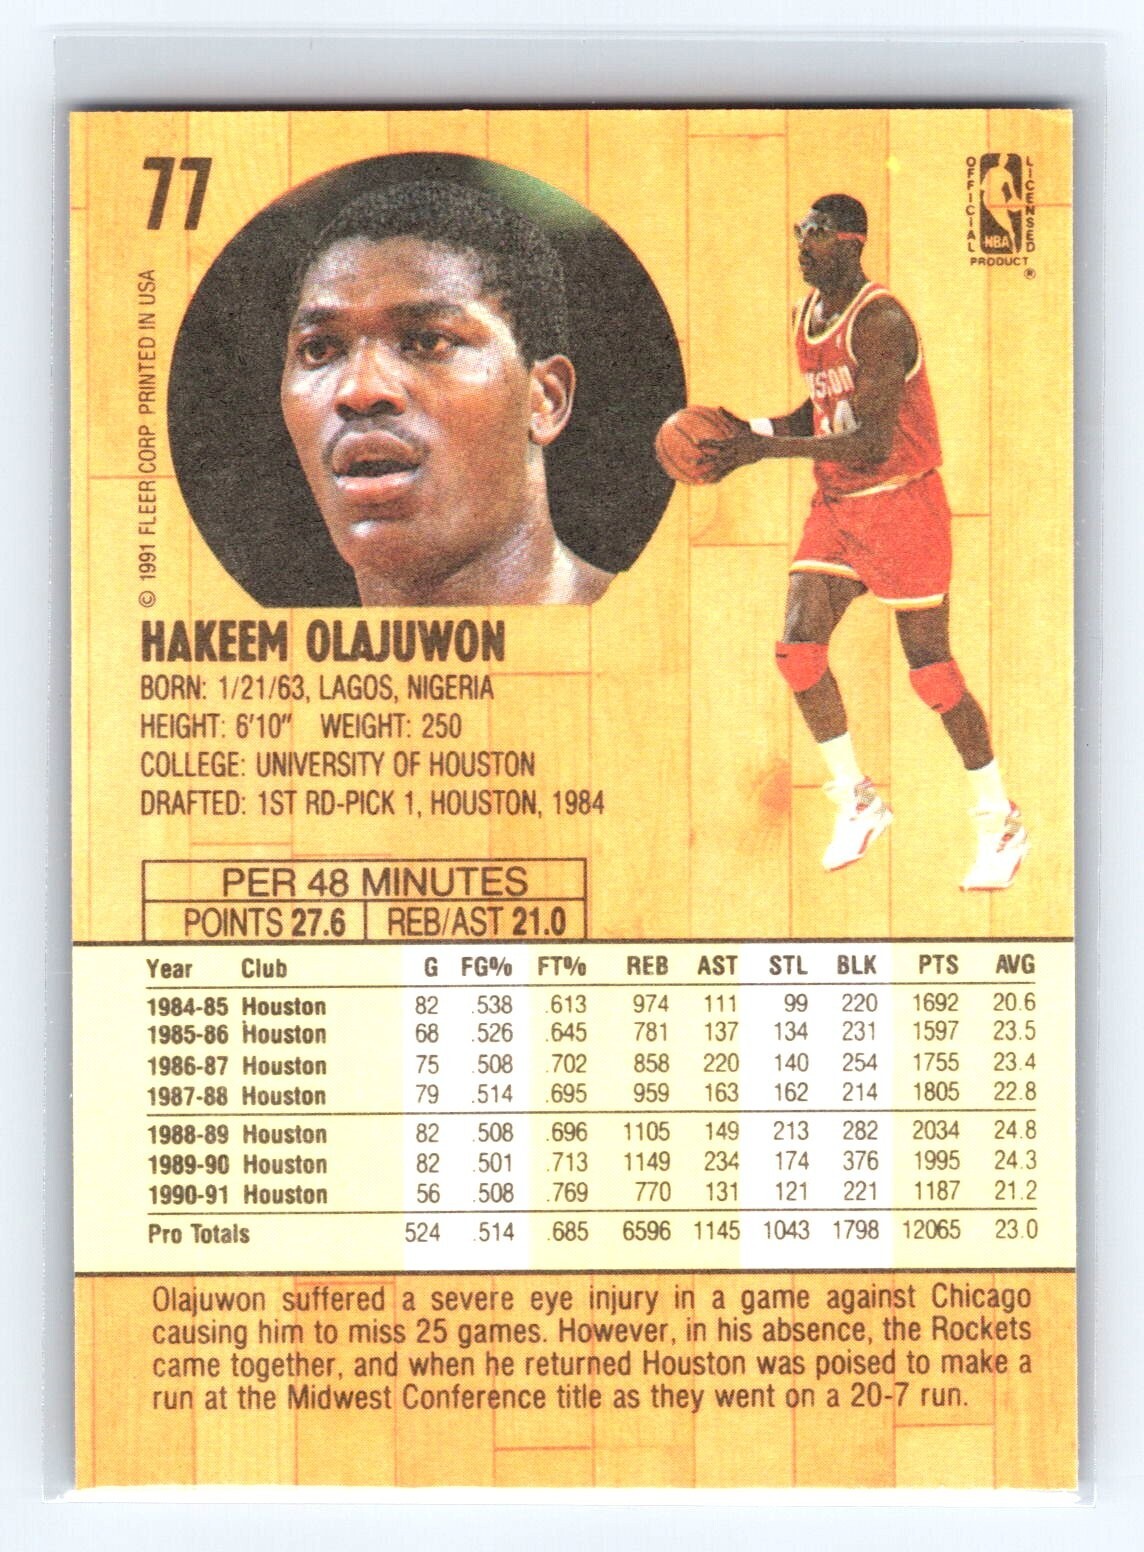 77
OFFICIAL LICENSED
NBA
PRODUCT
®
© 1991 FLEER CORP. PRINTED IN USA
HAKEEM OLAJUWON
BORN: 1/21/63, LAGOS, NIGERIA
HEIGHT: 6'10" WEIGHT: 250
COLLEGE: UNIVERSITY OF HOUSTON
DRAFTED: 1ST RD-PICK 1, HOUSTON, 1984
PER 48 MINUTES
POINTS 27.6 REB/AST 21.0
Year Club G FG% FT% REB AST STL BLK PTS AVG
1984-85 Houston 82 .538 .613 974 111 99 220 1692 20.6
1985-86 Houston 68 .526 .645 781 137 134 231 1597 23.5
1986-87 Houston 75 .508 .702 858 220 140 254 1755 23.4
1987-88 Houston 79 .514 .695 959 163 162 214 1805 22.8
1988-89 Houston 82 .508 .696 1105 149 213 282 2034 24.8
1989-90 Houston 82 .501 .713 1149 234 174 376 1995 24.3
1990-91 Houston 56 .508 .769 770 131 121 221 1187 21.2
Pro Totals 524 .514 .685 6596 1145 1043 1798 12065 23.0
Olajuwon suffered a severe eye injury in a game against Chicago
causing him to miss 25 games. However, in his absence, the Rockets
came together, and when he returned Houston was poised to make a
run at the Midwest Conference title as they went on a 20-7 run.